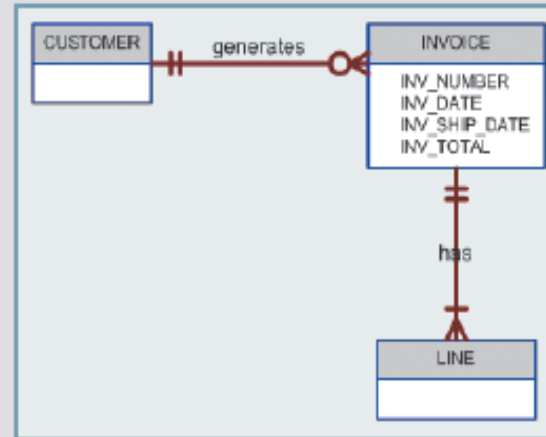 CUSTOMER
generates
INVOICE
INV_NUMBER
INV_DATE
INV_SHIP_DATE
INV_TOTAL
has
LINE